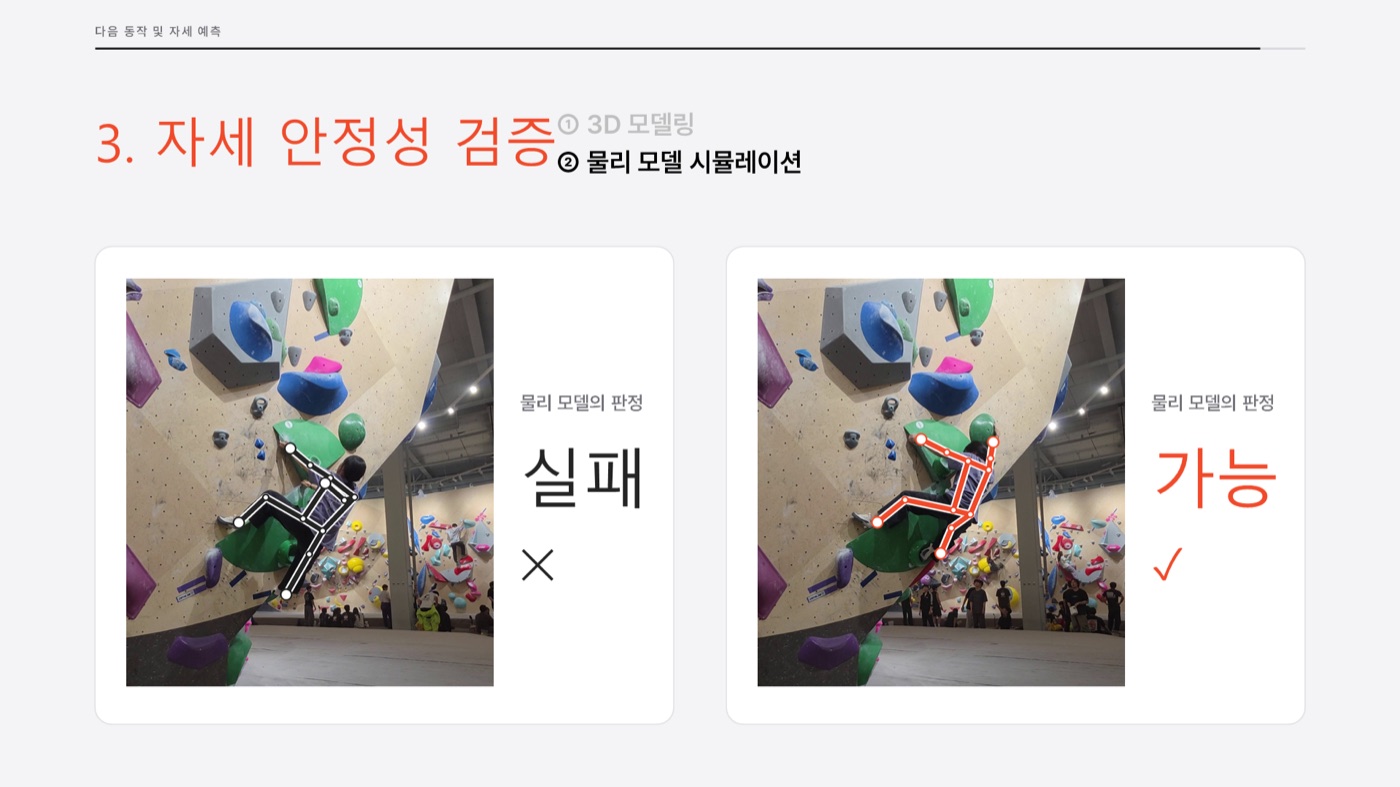 다음 동작 및 자세 예측
3. 자세 안정성 검증
① 3D 모델링
② 물리 모델 시뮬레이션
물리 모델의 판정
실패
물리 모델의 판정
가능